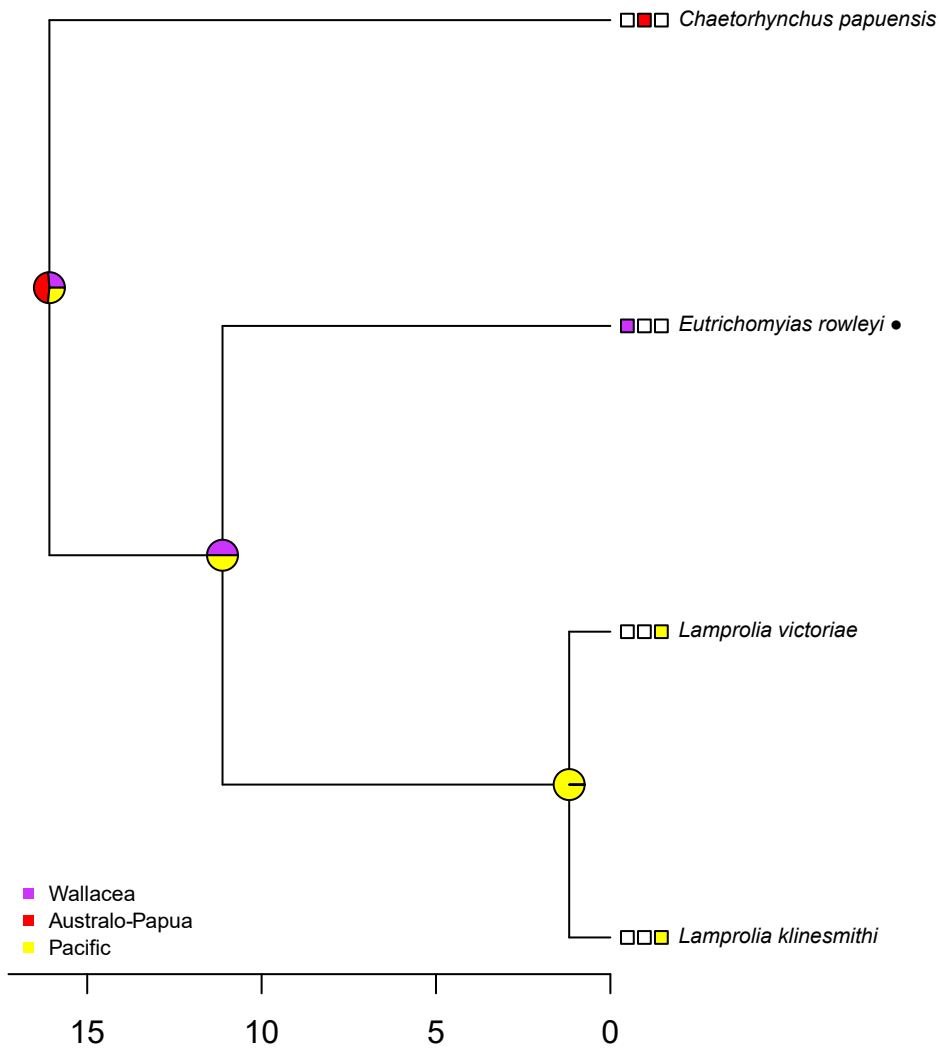 Chaetorhynchus papuensis
Eutrichomyias rowleyi •
Lamprolia victoriae
Wallacea
Australo-Papua
Pacific
Lamprolia klinesmithi
15 10 5 0